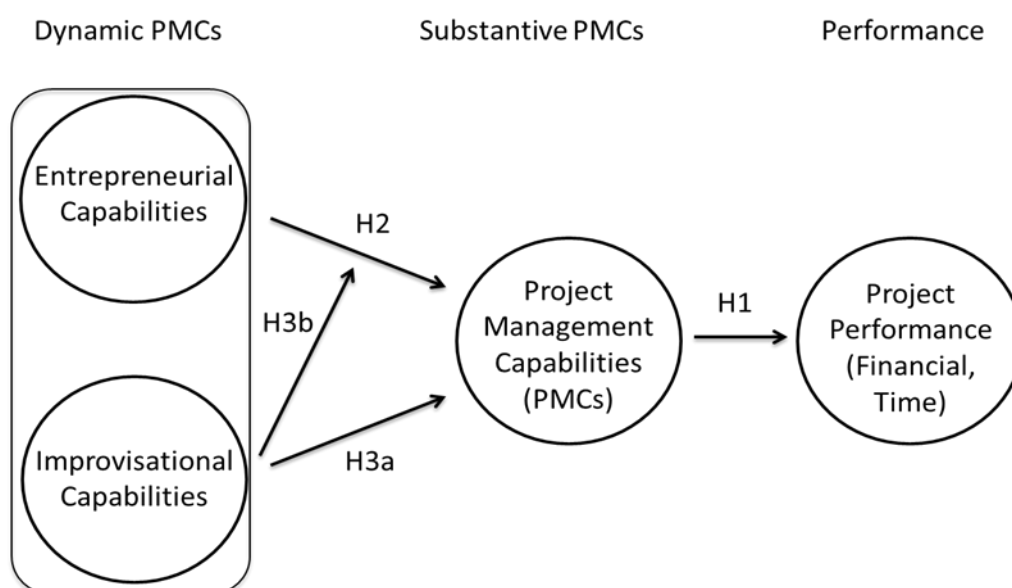 Dynamic PMCs
Substantive PMCs
Performance
Entrepreneurial
Capabilities
H2
H3b
Improvisational
Capabilities
H3a
Project
Management
Capabilities
(PMCs)
H1
Project
Performance
(Financial,
Time)